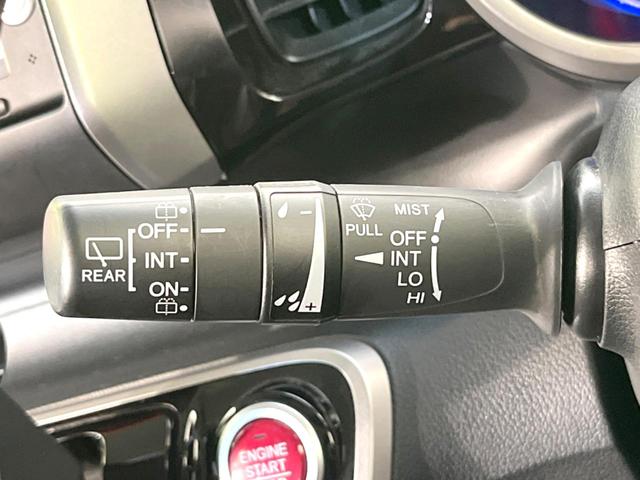 OFF
INT
ON
REAR
-
+
PULL
MIST
OFF
INT
LO
HI
ENGINE
START